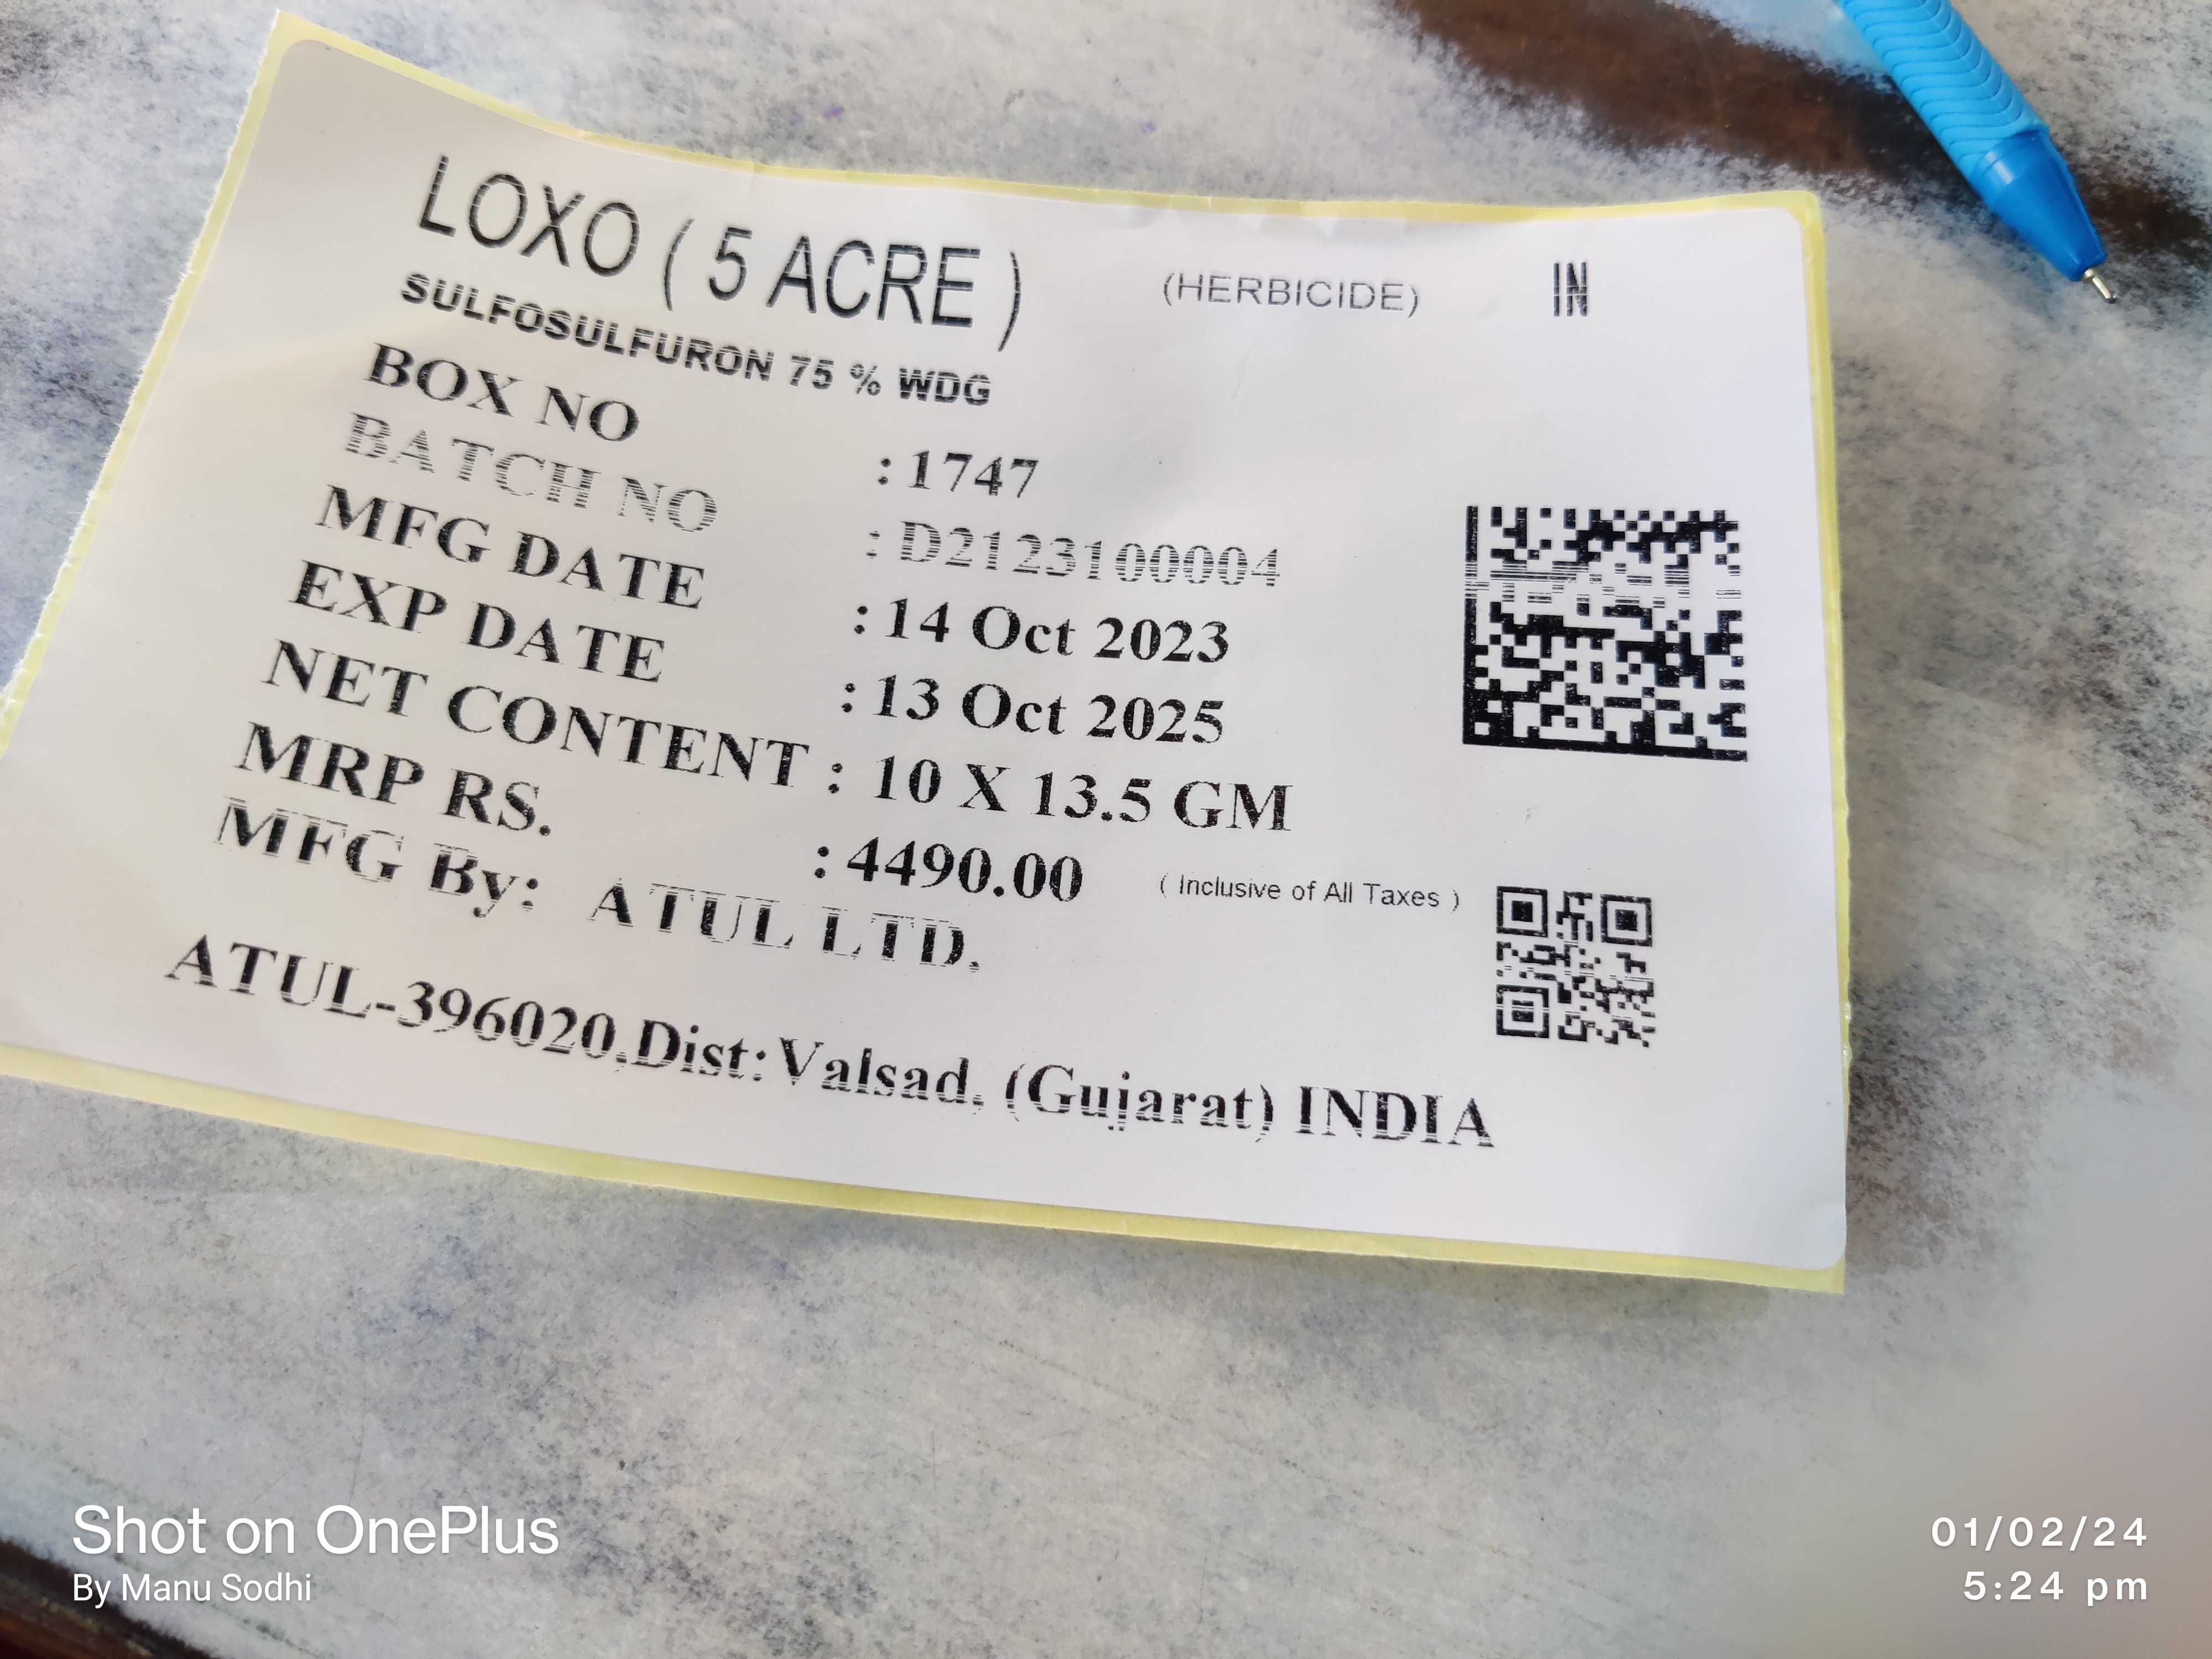 LOXO ( 5 ACRE ) (HERBICIDE) IN
SULFOSULFURON 75 % WDG
BOX NO : 1747
BATCH NO : D2123100004
MFG DATE : 14 Oct 2023
EXP DATE : 13 Oct 2025
NET CONTENT : 10 X 13.5 GM
MRP RS. : 4490.00 ( Inclusive of All Taxes )
MFG By: ATUL LTD.
ATUL-396020,Dist:Valsad, (Gujarat) INDIA
Shot on OnePlus
By Manu Sodhi
01/02/24
5:24 pm